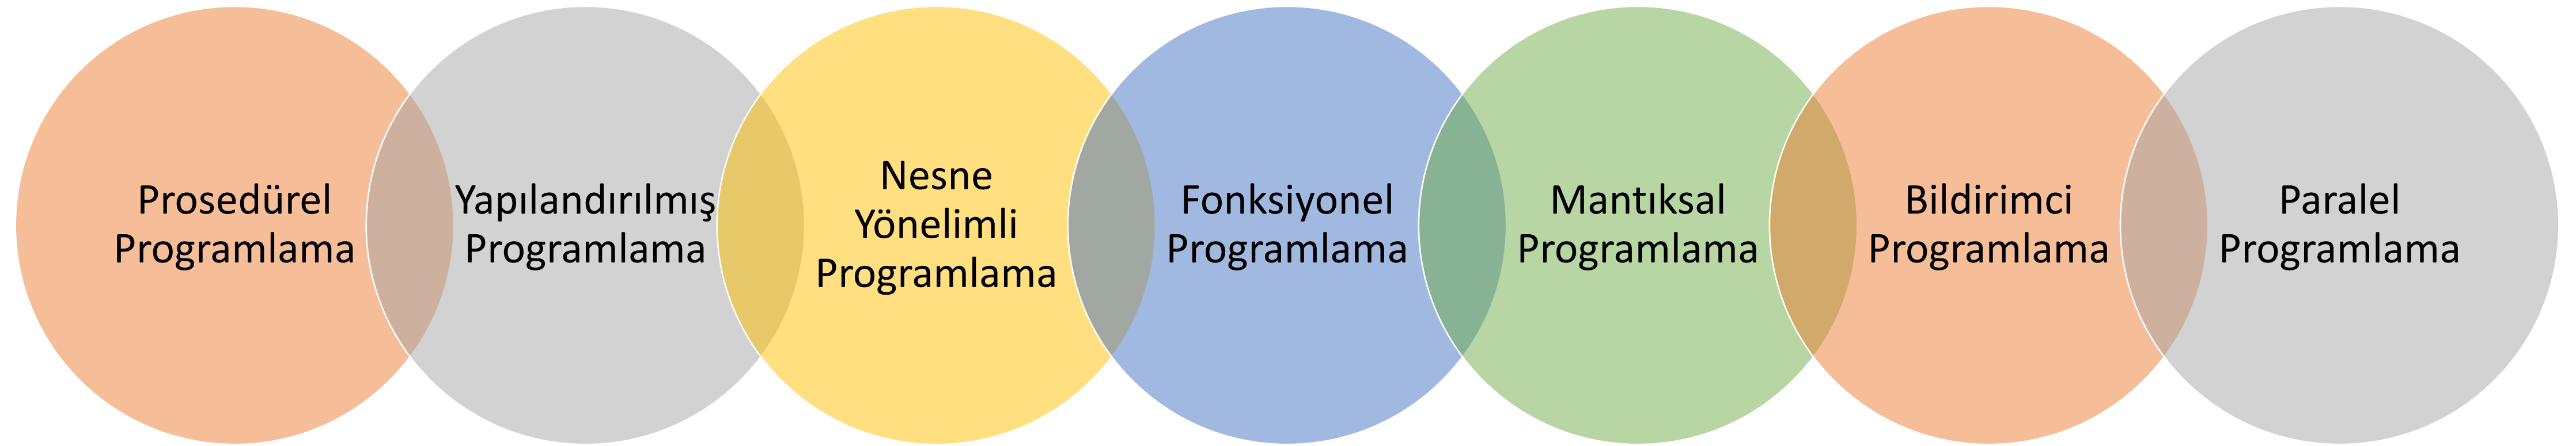 Prosedürel
Programlama
Yapılandırılmış
Programlama
Nesne
Yönelimli
Programlama
Fonksiyonel
Programlama
Mantıksal
Programlama
Bildirimci
Programlama
Paralel
Programlama